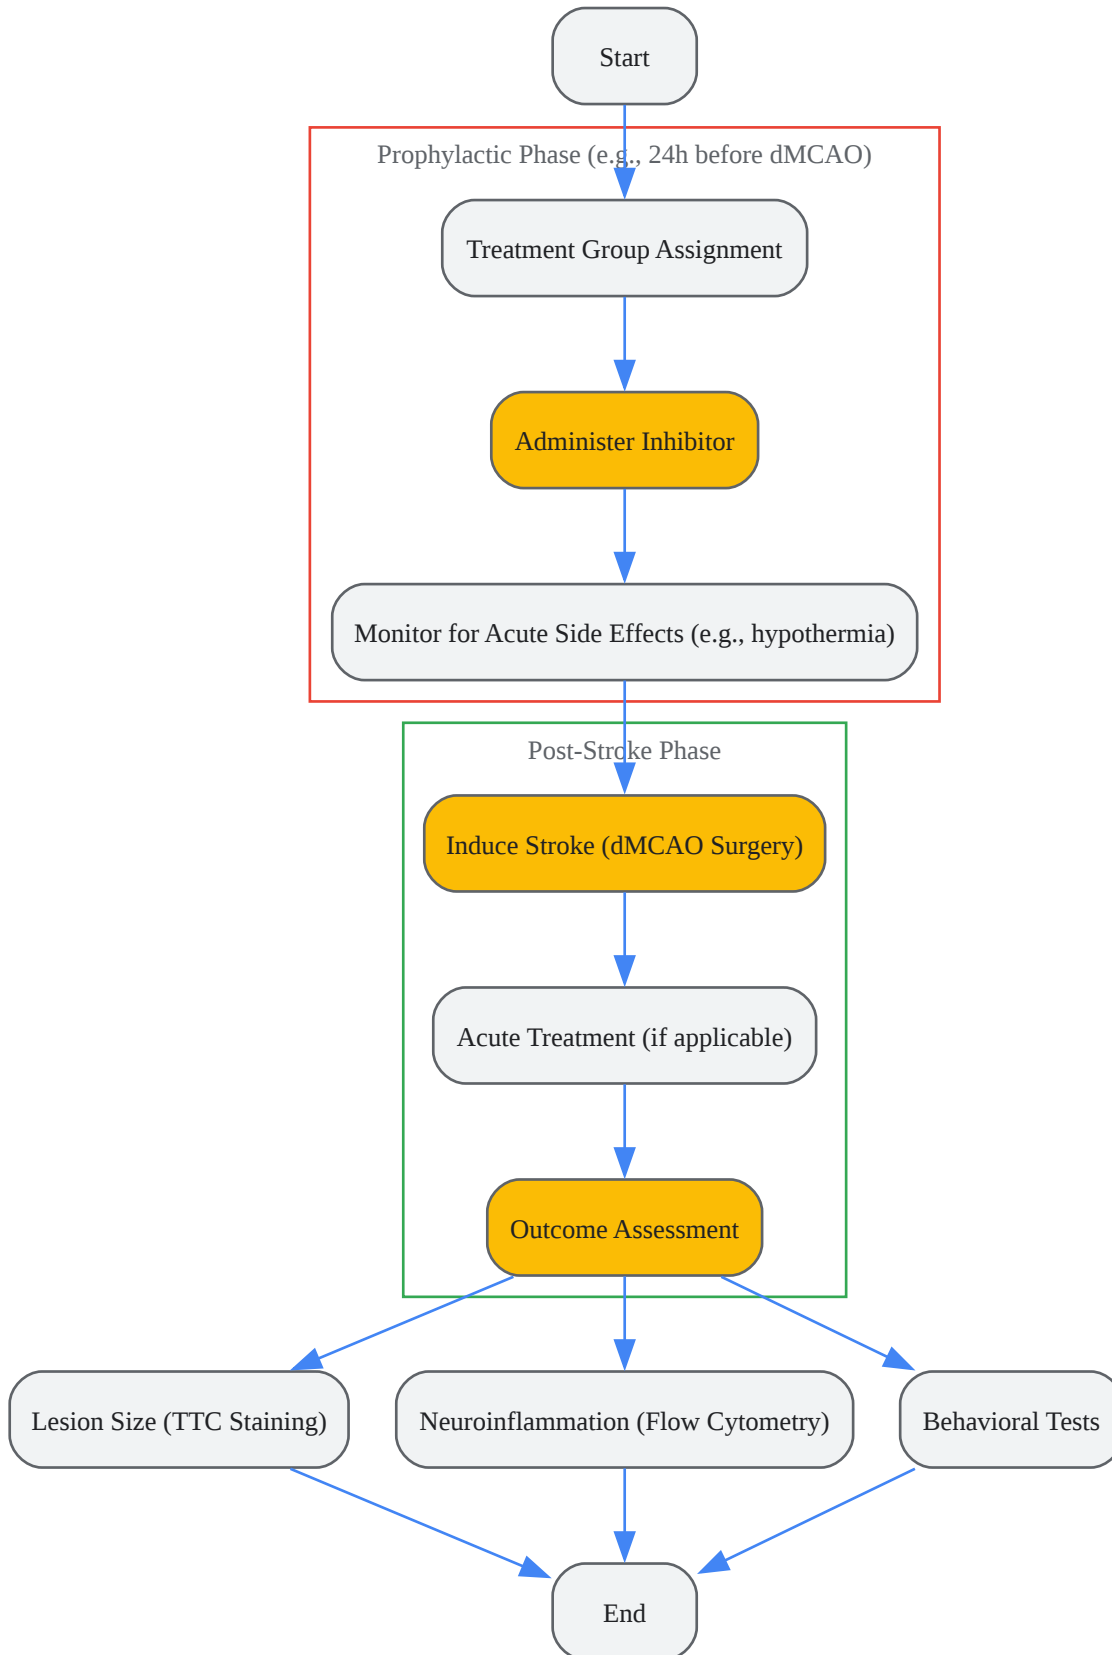 Start
Prophylactic Phase (e.g., 24h before dMCAO)
Treatment Group Assignment
Administer Inhibitor
Monitor for Acute Side Effects (e.g., hypothermia)
Post-Stroke Phase
Induce Stroke (dMCAO Surgery)
Acute Treatment (if applicable)
Outcome Assessment
Lesion Size (TTC Staining)
Neuroinflammation (Flow Cytometry)
Behavioral Tests
End